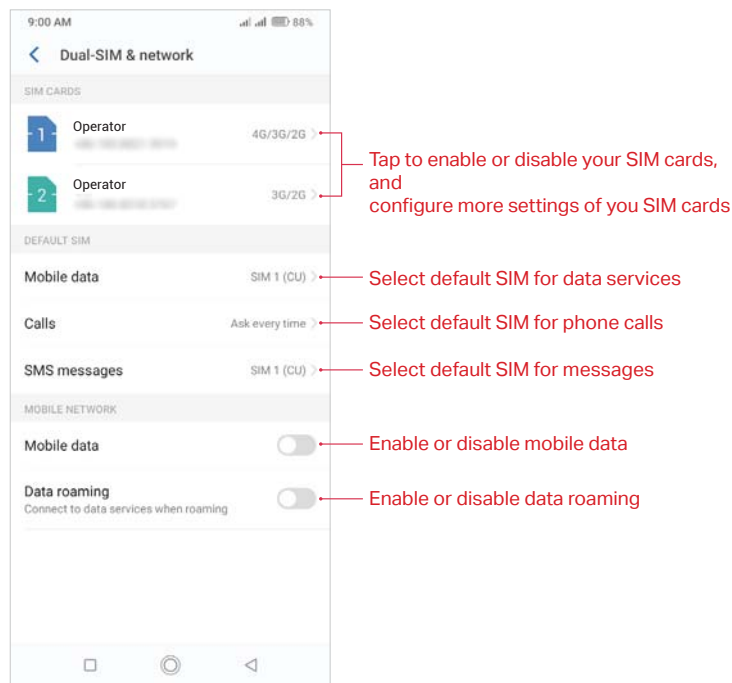 9:00 AM 88%
Dual-SIM & network
SIM CARDS
- 1 - Operator 4G/3G/2G
Tap to enable or disable your SIM cards,
and
configure more settings of you SIM cards
- 2 - Operator 3G/2G
DEFAULT SIM
Mobile data SIM 1 (CU) Select default SIM for data services
Calls Ask every time Select default SIM for phone calls
SMS messages SIM 1 (CU) Select default SIM for messages
MOBILE NETWORK
Mobile data Enable or disable mobile data
Data roaming Enable or disable data roaming
Connect to data services when roaming